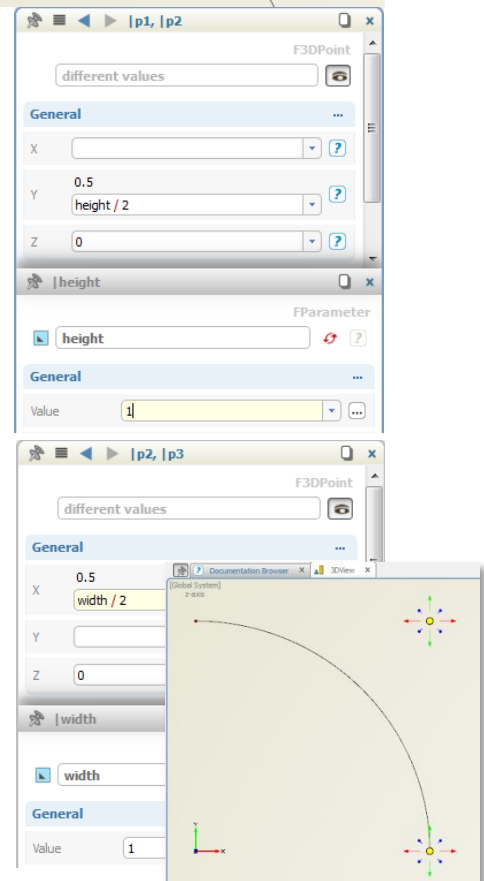 |p1, |p2
F3DPoint
different values
General ...
X
0.5
Y height / 2
Z 0
|height
FParameter
height
General ...
Value 1 ...
|p2, |p3
F3DPoint
different values
General ...
0.5
X width / 2
Y
Z 0
|width
width
General
Value 1
Documentation Browser 3DView
[Global System]
z-axis
Y
X